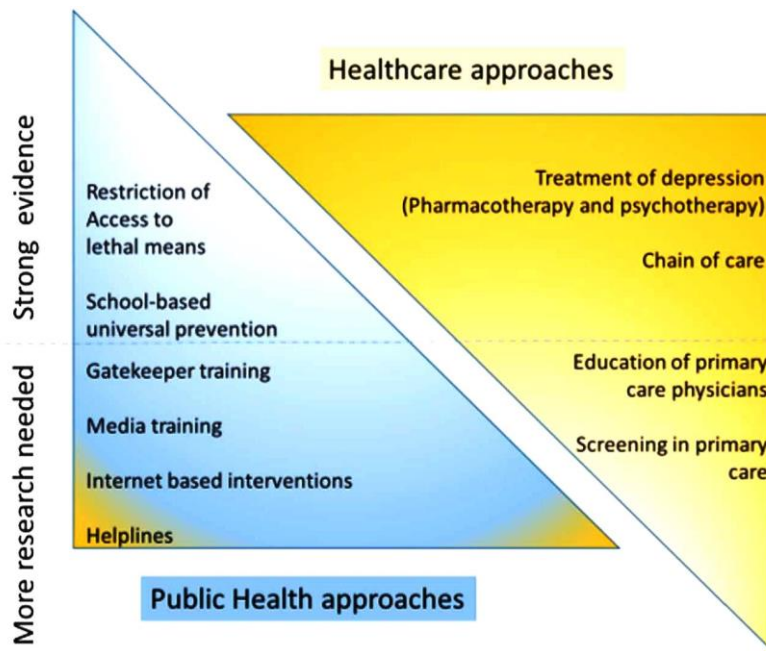 Healthcare approaches
Strong evidence
Restriction of
Access to
lethal means
School-based
universal prevention
Treatment of depression
(Pharmacotherapy and psychotherapy)
Chain of care
More research needed
Gatekeeper training
Media training
Internet based interventions
Helplines
Education of primary
care physicians
Screening in primary
care
Public Health approaches